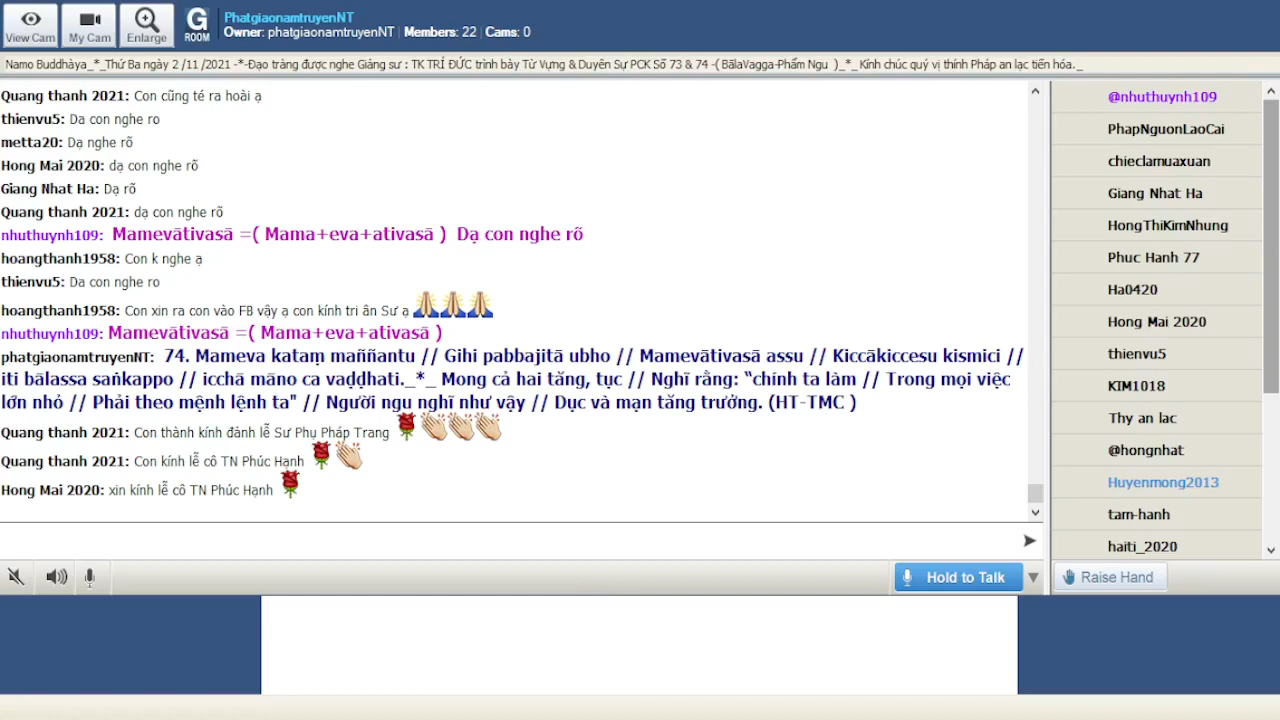 View Cam
My Cam
Enlarge
G
ROOM
PhatgiaonamtruyenNT
Owner: phatgiaonamtruyenNT | Members: 22 | Cams: 0
Namo Buddhàya_*_Thứ Ba ngày 2 /11 /2021 -*-Đạo tràng được nghe Giảng sư : TK TRÍ ĐỨC trình bày Từ Vựng & Duyên Sự PCK Số 73 & 74 -( BãlaVagga-Phẩm Ngu )_*_ Kính chúc quý vị thính Pháp an lạc tiến hóa._
Quang thanh 2021: Con cũng té ra hoài ạ
thienvu5: Da con nghe ro
metta20: Dạ nghe rõ
Hong Mai 2020: dạ con nghe rõ
Giang Nhat Ha: Dạ rõ
Quang thanh 2021: dạ con nghe rõ
nhuthuynh109: Mamevātivasā =( Mama+eva+ativasā ) Dạ con nghe rõ
hoangthanh1958: Con k nghe ạ
thienvu5: Da con nghe ro
hoangthanh1958: Con xin ra con vào FB vậy ạ con kính tri ân Sư ạ
nhuthuynh109: Mamevātivasā =( Mama+eva+ativasā )
phatgiaonamtruyenNT: 74. Mameva kataṃ maññantu // Gihi pabbajitā ubho // Mamevātivasā assu // Kiccākiccesu kismici //
iti bālassa saṅkappo // icchā māno ca vaḍḍhati._*_ Mong cả hai tăng, tục // Nghĩ rằng: “chính ta làm // Trong mọi việc
lớn nhỏ // Phải theo mệnh lệnh ta" // Người ngu nghĩ như vậy // Dục và mạn tăng trưởng. (HT-TMC )
Quang thanh 2021: Con thành kính đảnh lễ Sư Phụ Pháp Trang
Quang thanh 2021: Con kính lễ cô TN Phúc Hạnh
Hong Mai 2020: xin kính lễ cô TN Phúc Hạnh
Hold to Talk
@nhuthuynh109
PhapNguonLaoCai
chieclamuaxuan
Giang Nhat Ha
HongThiKimNhung
Phuc Hanh 77
Ha0420
Hong Mai 2020
thienvu5
KIM1018
Thy an lac
@hongnhat
Huyenmong2013
tam-hanh
haiti_2020
Raise Hand